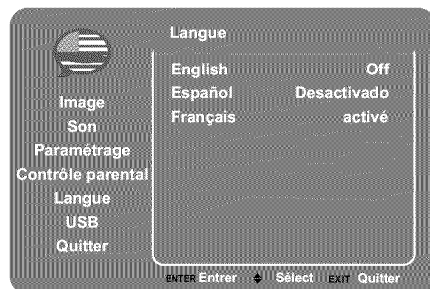 Langue
English Off
Español Desactivado
Français activé
Image
Son
Paramétrage
Contrôle parental
Langue
USB
Quitter
ENTER Entrer Sélect EXIT Quitter